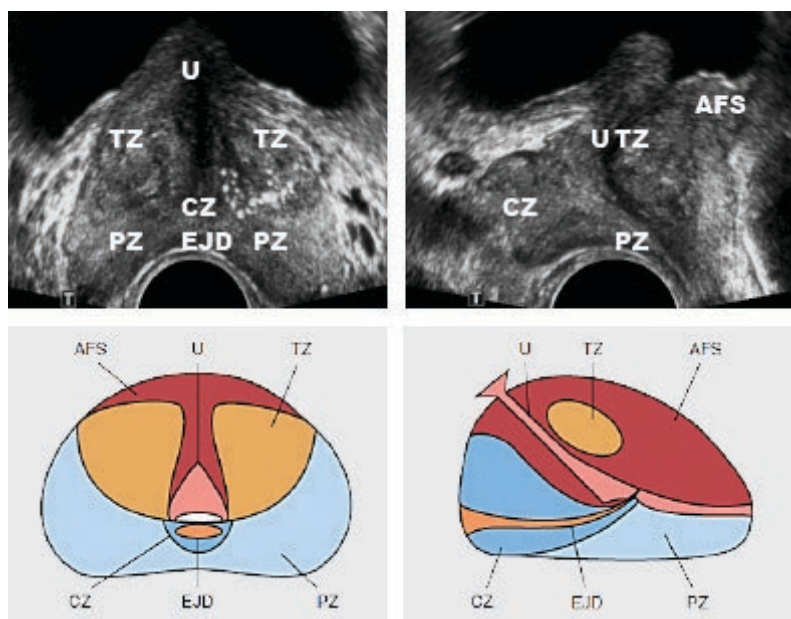 U
TZ TZ
CZ
PZ EJD PZ
T
AFS
U TZ
CZ
PZ
T
AFS U TZ
CZ EJD PZ
U TZ AFS
CZ EJD PZ